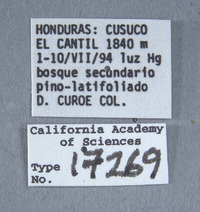 HONDURAS: CUSUCO
EL CANTIL 1840 m
1-10/VII/94 luz Hg
bosque secundario
pino-latifoliado
D. CUROE COL.
California Academy
of Sciences
Type
No. 17269